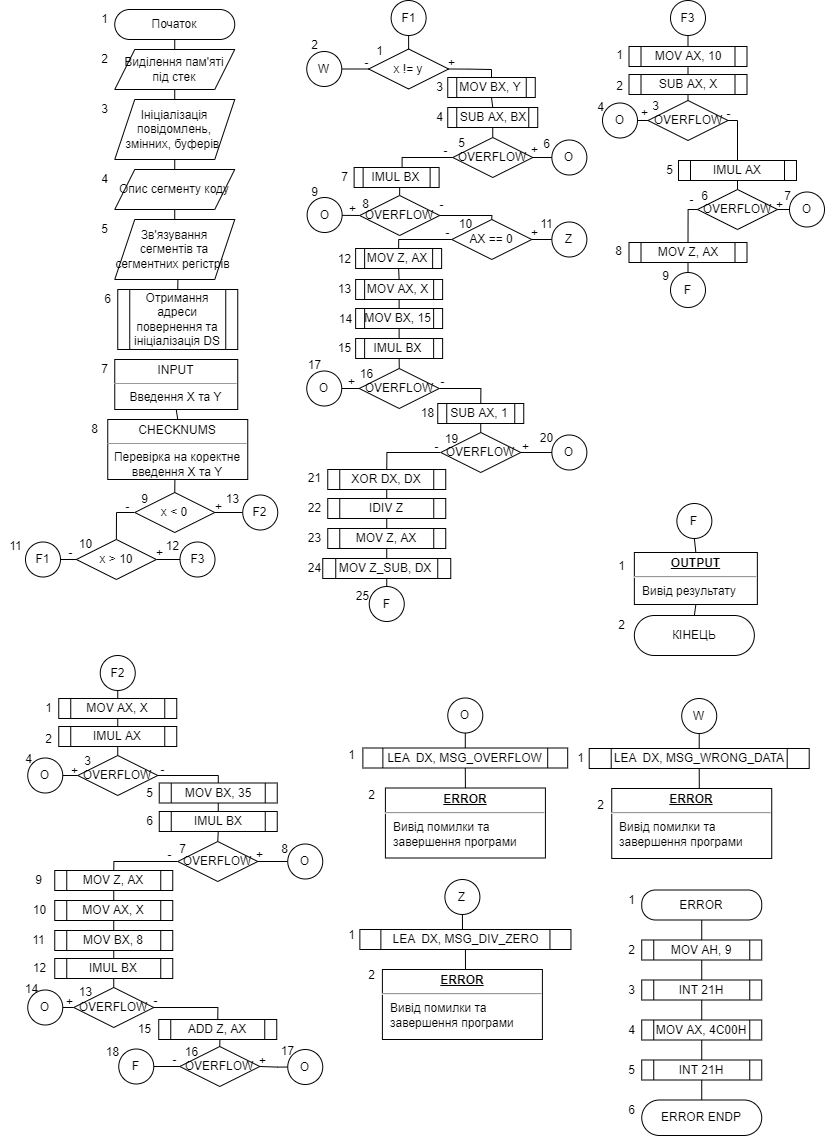 1
Початок
2
Виділення пам'яті
під стек
3
Ініціалізація
повідомлень,
змінних, буферів
4
Опис сегменту коду
5
Зв'язування
сегментів та
сегментних регістрів
6
Отримання
адреси
повернення та
ініціалізація DS
7
INPUT
Введення X та Y
8
CHECKNUMS
Перевірка на коректне
введення X та Y
9
x < 0
-
+
13
F2
10
x > 10
-
+
11
F1
12
F3
F1
1
x != y
-
+
2
W
3
MOV BX, Y
4
SUB AX, BX
5
OVERFLOW
-
+
6
O
7
IMUL BX
8
OVERFLOW
+
-
9
O
10
AX == 0
-
+
11
Z
12
MOV Z, AX
13
MOV AX, X
14
MOV BX, 15
15
IMUL BX
16
OVERFLOW
+
-
17
O
18
SUB AX, 1
19
OVERFLOW
-
+
20
O
21
XOR DX, DX
22
IDIV Z
23
MOV Z, AX
24
MOV Z_SUB, DX
25
F
F3
1
MOV AX, 10
2
SUB AX, X
3
OVERFLOW
+
-
4
O
5
IMUL AX
6
OVERFLOW
-
+
7
O
8
MOV Z, AX
9
F
F
1
OUTPUT
Вивід результату
2
КІНЕЦЬ
F2
1
MOV AX, X
2
IMUL AX
3
OVERFLOW
+
-
4
O
5
MOV BX, 35
6
IMUL BX
7
OVERFLOW
-
+
8
O
9
MOV Z, AX
10
MOV AX, X
11
MOV BX, 8
12
IMUL BX
13
OVERFLOW
+
-
14
O
15
ADD Z, AX
16
OVERFLOW
-
+
17
O
18
F
O
1
LEA DX, MSG_OVERFLOW
2
ERROR
Вивід помилки та
завершення програми
W
1
LEA DX, MSG_WRONG_DATA
2
ERROR
Вивід помилки та
завершення програми
Z
1
LEA DX, MSG_DIV_ZERO
2
ERROR
Вивід помилки та
завершення програми
1
ERROR
2
MOV AH, 9
3
INT 21H
4
MOV AX, 4C00H
5
INT 21H
6
ERROR ENDP